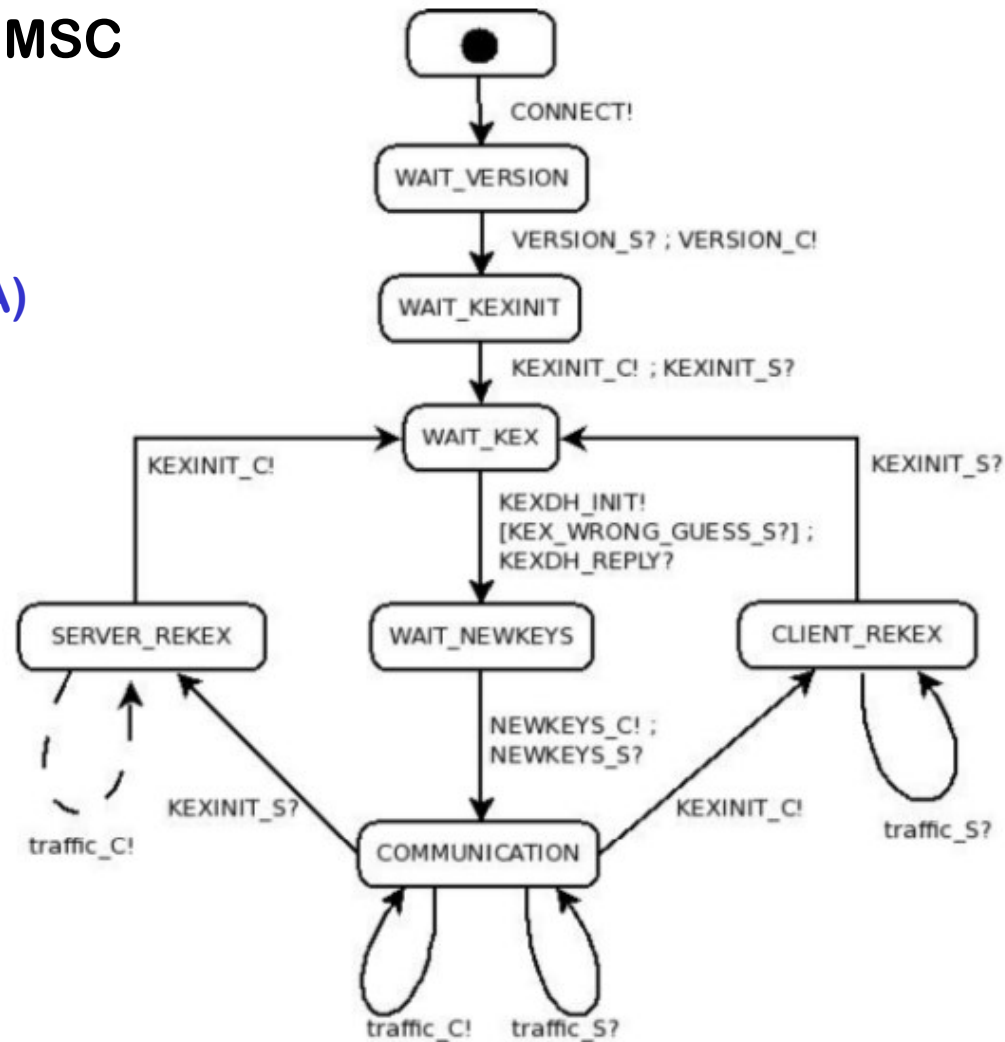 MSC
CONNECT!
WAIT_VERSION
VERSION_S? ; VERSION_C!
A)
WAIT_KEXINIT
KEXINIT_C! ; KEXINIT_S?
WAIT_KEX
KEXINIT_C!
KEXINIT_S?
KEXDH_INIT!
[KEX_WRONG_GUESS_S?] ;
KEXDH_REPLY?
SERVER_REKEX
WAIT_NEWKEYS
CLIENT_REKEX
NEWKEYS_C! ;
NEWKEYS_S?
KEXINIT_S?
KEXINIT_C!
traffic_C!
traffic_S?
COMMUNICATION
traffic_C!
traffic_S?